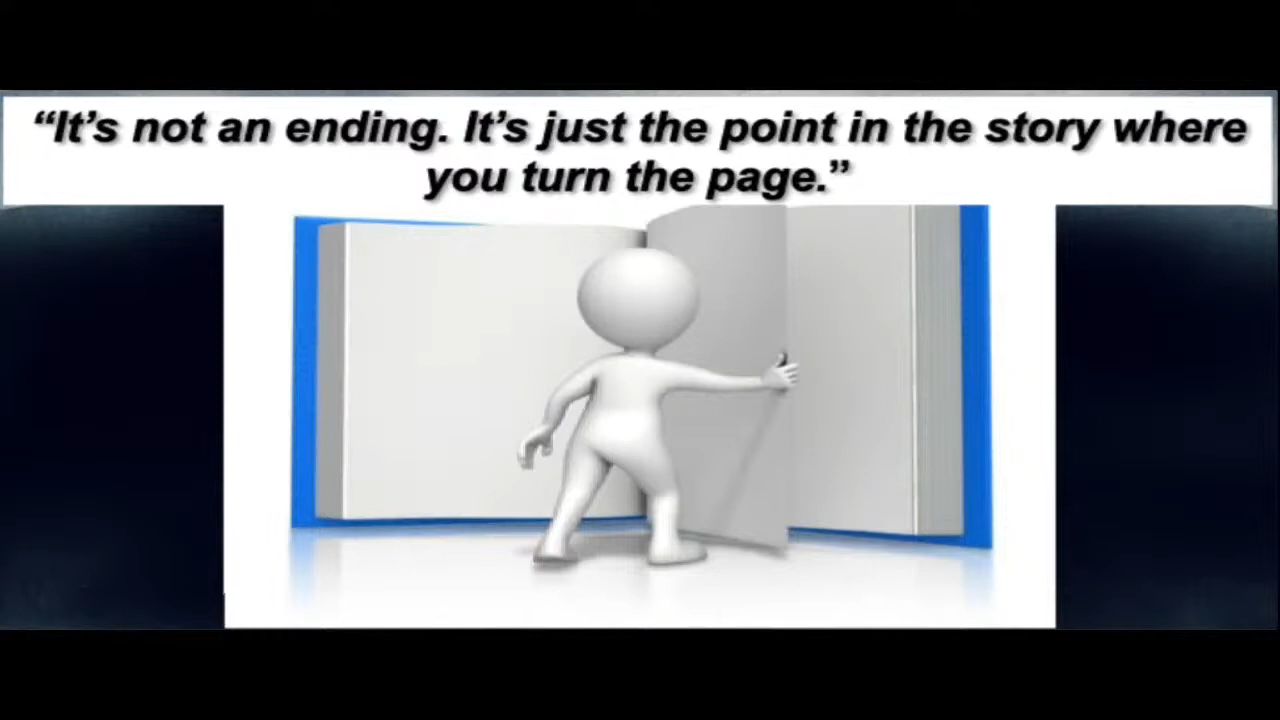 “It’s not an ending. It’s just the point in the story where
you turn the page.”